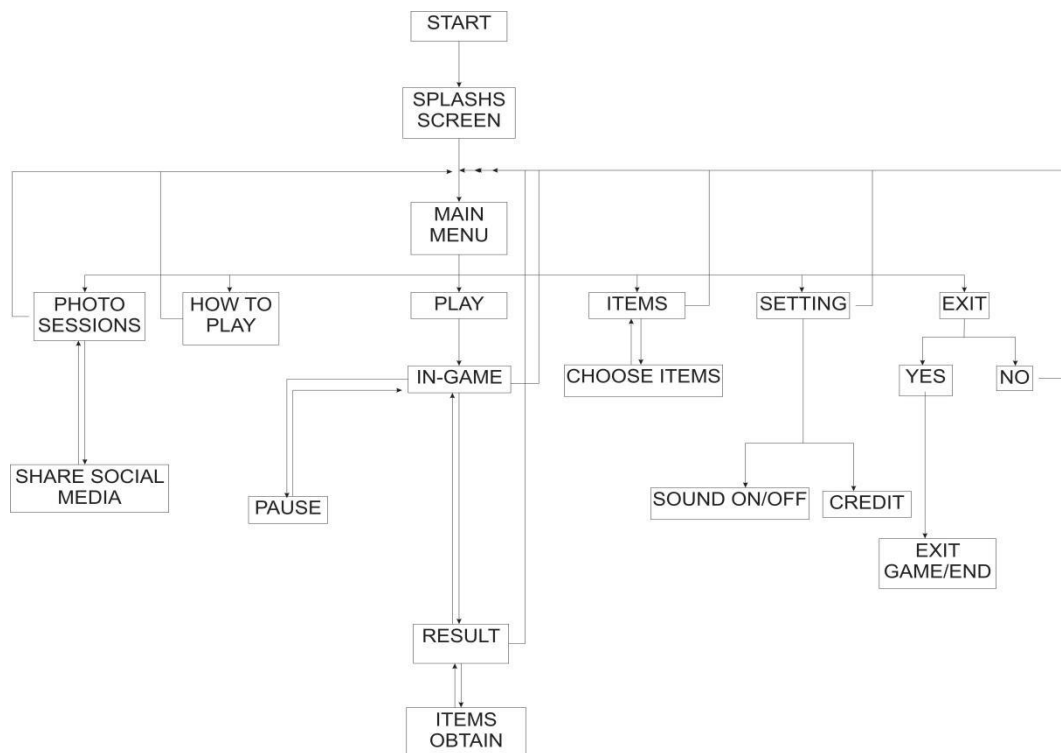 START
SPLASHS
SCREEN
MAIN
MENU
PHOTO
SESSIONS
HOW TO
PLAY
PLAY
ITEMS
SETTING
EXIT
IN-GAME
CHOOSE ITEMS
YES
NO
SHARE SOCIAL
MEDIA
PAUSE
SOUND ON/OFF
CREDIT
EXIT
GAME/END
RESULT
ITEMS
OBTAIN